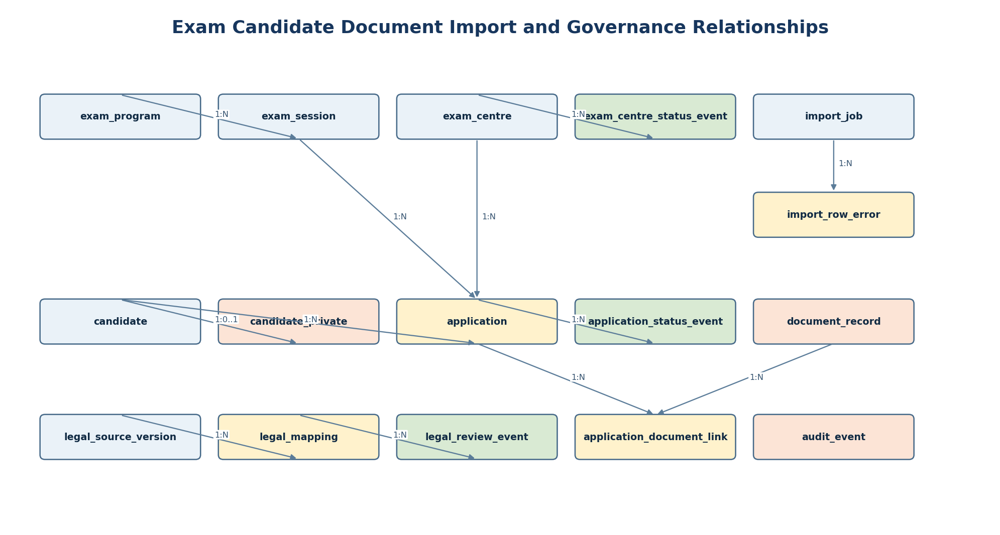 Exam Candidate Document Import and Governance Relationships
exam_program
1:N
exam_session
exam_centre
1:N
exam_centre_status_event
import_job
1:N
import_row_error
1:N
1:N
candidate
1:0..1
candidate_private
1:N
application
1:N
application_status_event
document_record
1:N
1:N
legal_source_version
1:N
legal_mapping
1:N
legal_review_event
application_document_link
audit_event